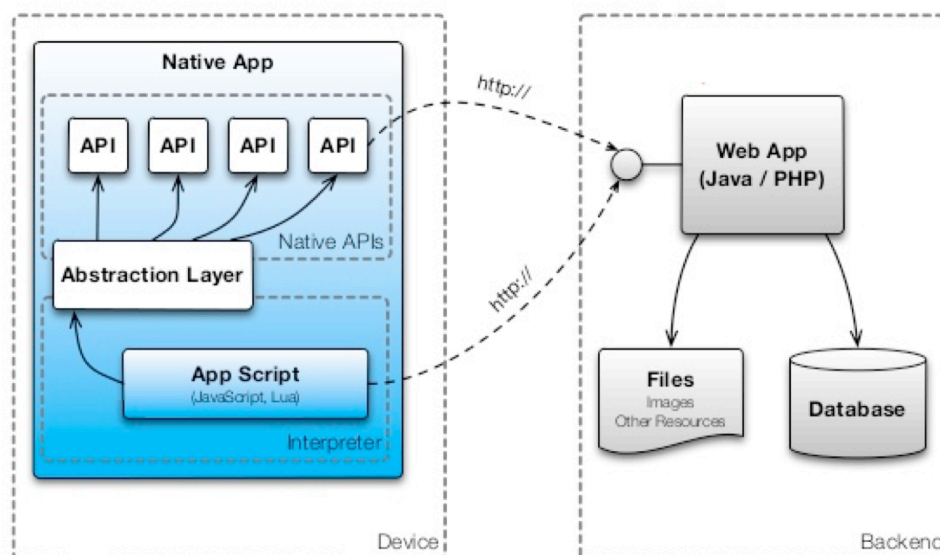 Native App
API
API
API
API
Native APIs
Abstraction Layer
App Script
(JavaScript, Lua)
Interpreter
Device
http://
http://
Web App
(Java / PHP)
Files
Images
Other Resources
Database
Backend